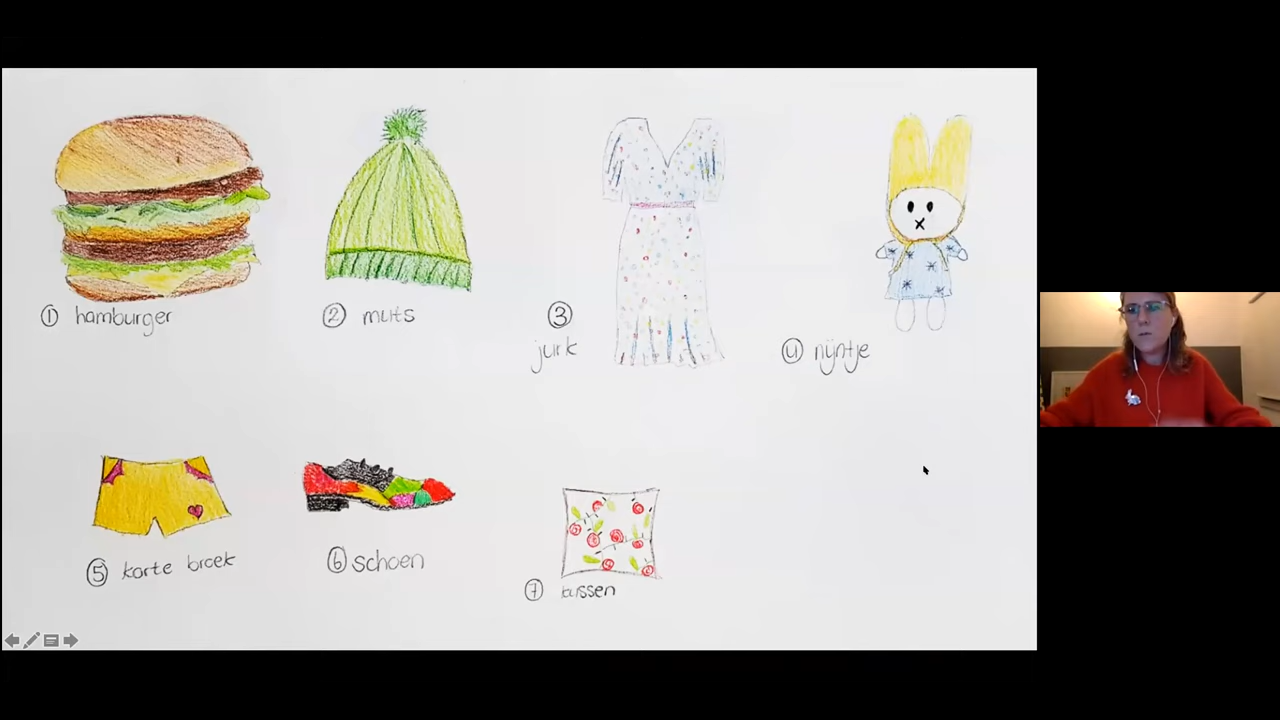 ① hamburger
② muts
③
jurk
④ nijntje
⑤ korte broek
⑥ schoen
⑦ kussen